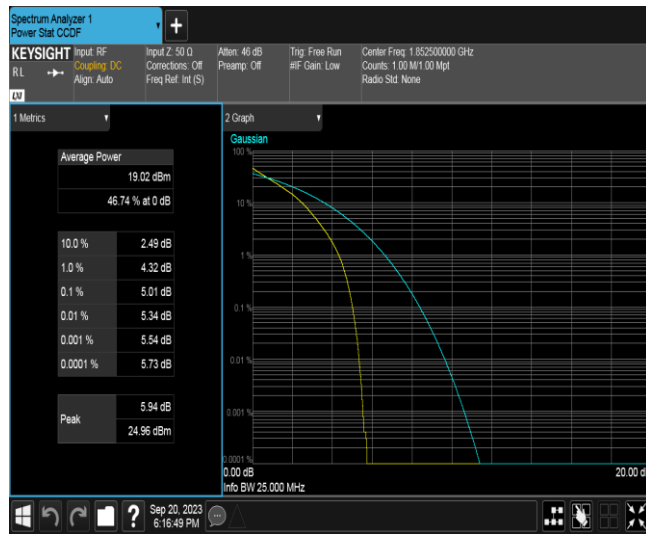 Spectrum Analyzer 1
Power Stat CCDF
+
KEYSIGHT
RL
LXI
Input: RF
Coupling: DC
Align: Auto
Input Z: 50 Ω
Corrections: Off
Freq Ref: Int (S)
Atten: 46 dB
Preamp: Off
Trig: Free Run
#IF Gain: Low
Center Freq: 1.852500000 GHz
Counts: 1.00 M/1.00 Mpt
Radio Std: None
1 Metrics
Average Power
19.02 dBm
46.74 % at 0 dB
10.0 % 2.49 dB
1.0 % 4.32 dB
0.1 % 5.01 dB
0.01 % 5.34 dB
0.001 % 5.54 dB
0.0001 % 5.73 dB
Peak
5.94 dB
24.96 dBm
2 Graph
Gaussian
100 %
10 %
1 %
0.1 %
0.01 %
0.001 %
0.0001 %
0.00 dB
20.00 d
Info BW 25.000 MHz
?
Sep 20, 2023
6:16:49 PM